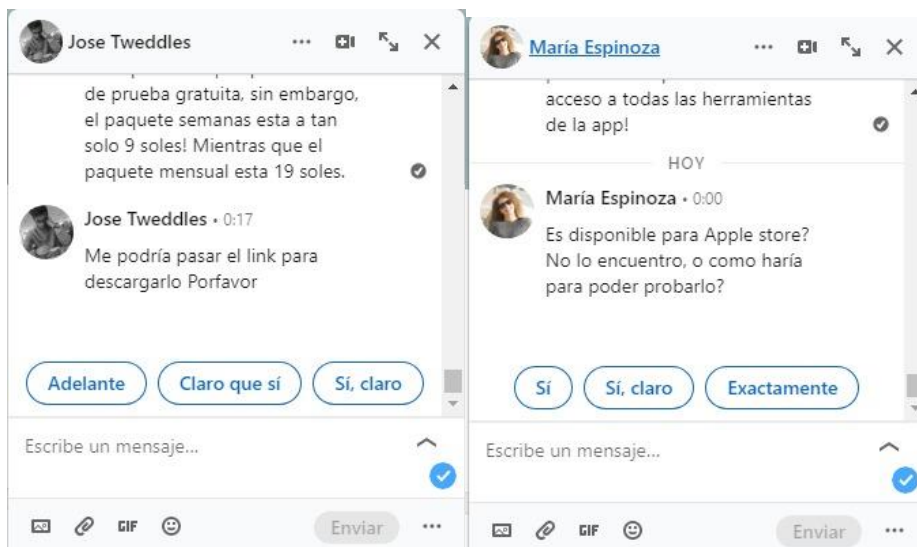 Jose Tweddles
de prueba gratuita, sin embargo,
el paquete semanas esta a tan
solo 9 soles! Mientras que el
paquete mensual esta 19 soles.
Jose Tweddles • 0:17
Me podría pasar el link para
descargarlo Porfavor
Adelante
Claro que sí
Sí, claro
Escribe un mensaje...
GIF
Enviar
María Espinoza
acceso a todas las herramientas
de la app!
HOY
María Espinoza • 0:00
Es disponible para Apple store?
No lo encuentro, o como haría
para poder probarlo?
Sí
Sí, claro
Exactamente
Escribe un mensaje...
GIF
Enviar